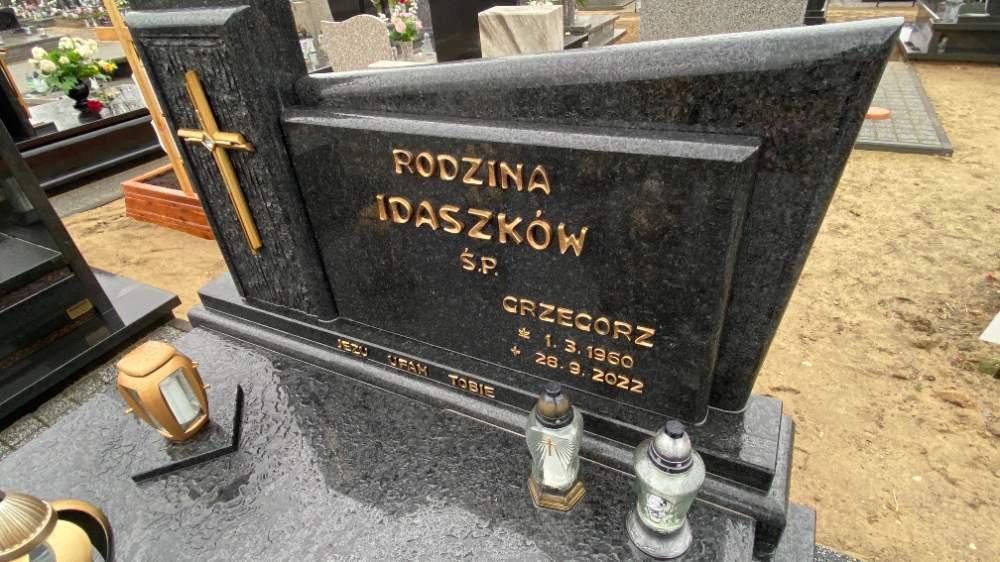 RODZINA
IDASZKÓW
Ś.P.
GRZEGORZ
* 1.3.1960
+ 28.9.2022
JEZU UFAM TOBIE